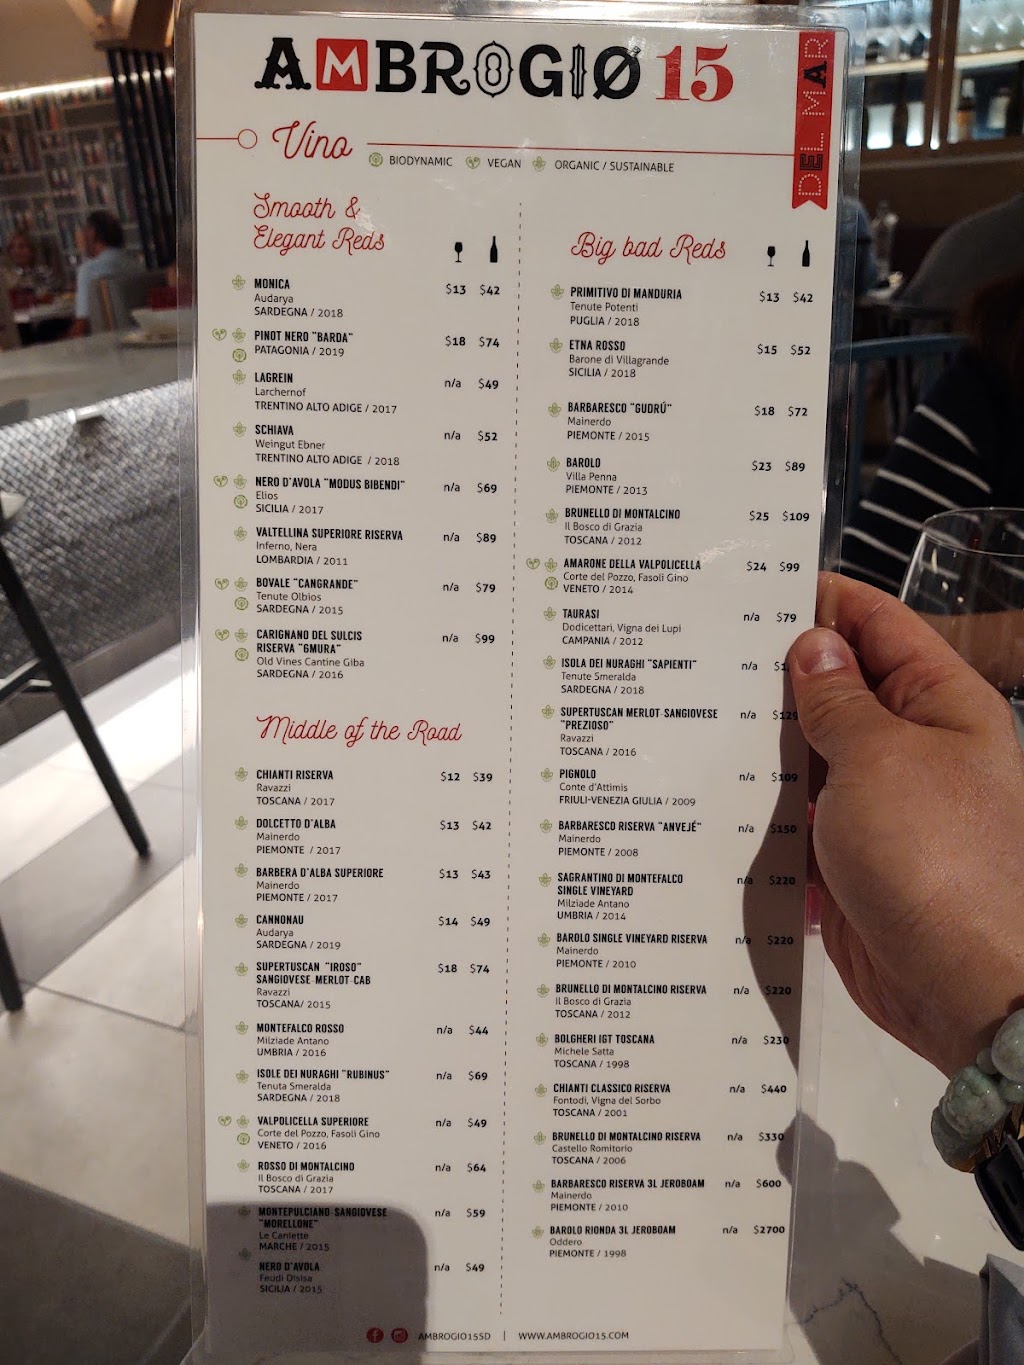 AMBROGIO 15
DEL MAR
Vino
BIODYNAMIC VEGAN ORGANIC / SUSTAINABLE
Smooth &
Elegant Reds
MONICA $13 $42
Audarya
SARDEGNA / 2018
PINOT NERO "BARDA" $18 $74
PATAGONIA / 2019
LAGREIN n/a $49
Larchernof
TRENTINO ALTO ADIGE / 2017
SCHIAVA n/a $52
Weingut Ebner
TRENTINO ALTO ADIGE / 2018
NERO D'AVOLA "MODUS BIBENDI" n/a $69
Elios
SICILIA / 2017
VALTELLINA SUPERIORE RISERVA n/a $89
Inferno, Nera
LOMBARDIA / 2011
BOVALE "CANGRANDE" n/a $79
Tenute Olbios
SARDEGNA / 2015
CARIGNANO DEL SULCIS n/a $99
RISERVA "GMURA"
Old Vines Cantine Giba
SARDEGNA / 2016
Middle of the Road
CHIANTI RISERVA $12 $39
Ravazzi
TOSCANA / 2017
DOLCETTO D'ALBA $13 $42
Mainerdo
PIEMONTE / 2017
BARBERA D'ALBA SUPERIORE $13 $43
Mainerdo
PIEMONTE / 2017
CANNONAU $14 $49
Audarya
SARDEGNA / 2019
SUPERTUSCAN "IROSO" $18 $74
SANGIOVESE-MERLOT-CAB
Ravazzi
TOSCANA/ 2015
MONTEFALCO ROSSO n/a $44
Milziade Antano
UMBRIA / 2016
ISOLE DEI NURAGHI "RUBINUS" n/a $69
Tenuta Smeralda
SARDEGNA / 2018
VALPOLICELLA SUPERIORE n/a $49
Corte del Pozzo, Fasoli Gino
VENETO / 2016
ROSSO DI MONTALCINO n/a $64
Il Bosco di Grazia
TOSCANA / 2017
MONTEPULCIANO-SANGIOVESE n/a $59
"MORELLONE"
Le Caniette
MARCHE / 2015
NERO D'AVOLA n/a $49
Feudi Disisa
SICILIA / 2015
Big bad Reds
PRIMITIVO DI MANDURIA $13 $42
Tenute Potenti
PUGLIA / 2018
ETNA ROSSO $15 $52
Barone di Villagrande
SICILIA / 2018
BARBARESCO "GUDRÚ" $18 $72
Mainerdo
PIEMONTE / 2015
BAROLO $23 $89
Villa Penna
PIEMONTE / 2013
BRUNELLO DI MONTALCINO $25 $109
Il Bosco di Grazia
TOSCANA / 2012
AMARONE DELLA VALPOLICELLA $24 $99
Corte del Pozzo, Fasoli Gino
VENETO / 2014
TAURASI n/a $79
Dodicettari, Vigna dei Lupi
CAMPANIA / 2012
ISOLA DEI NURAGHI "SAPIENTI" n/a
Tenute Smeralda
SARDEGNA / 2018
SUPERTUSCAN MERLOT-SANGIOVESE n/a $129
"PREZIOSO"
Ravazzi
TOSCANA / 2016
PIGNOLO n/a $109
Conte d'Attimis
FRIULI-VENEZIA GIULIA / 2009
BARBARESCO RISERVA "ANVEJÉ" n/a $150
Mainerdo
PIEMONTE / 2008
SAGRANTINO DI MONTEFALCO n/a $220
SINGLE VINEYARD
Milziade Antano
UMBRIA / 2014
BAROLO SINGLE VINEYARD RISERVA n/a $220
Mainerdo
PIEMONTE / 2010
BRUNELLO DI MONTALCINO RISERVA n/a $220
Il Bosco di Grazia
TOSCANA / 2012
BOLGHERI IGT TOSCANA n/a $230
Michele Satta
TOSCANA / 1998
CHIANTI CLASSICO RISERVA n/a $440
Fontodi, Vigna del Sorbo
TOSCANA / 2001
BRUNELLO DI MONTALCINO RISERVA n/a $330
Castello Romitorio
TOSCANA / 2006
BARBARESCO RISERVA 3L JEROBOAM n/a $600
Mainerdo
PIEMONTE / 2010
BAROLO RIONDA 3L JEROBOAM n/a $2700
Oddero
PIEMONTE / 1998
AMBROGIO15SD | WWW.AMBROGIO15.COM